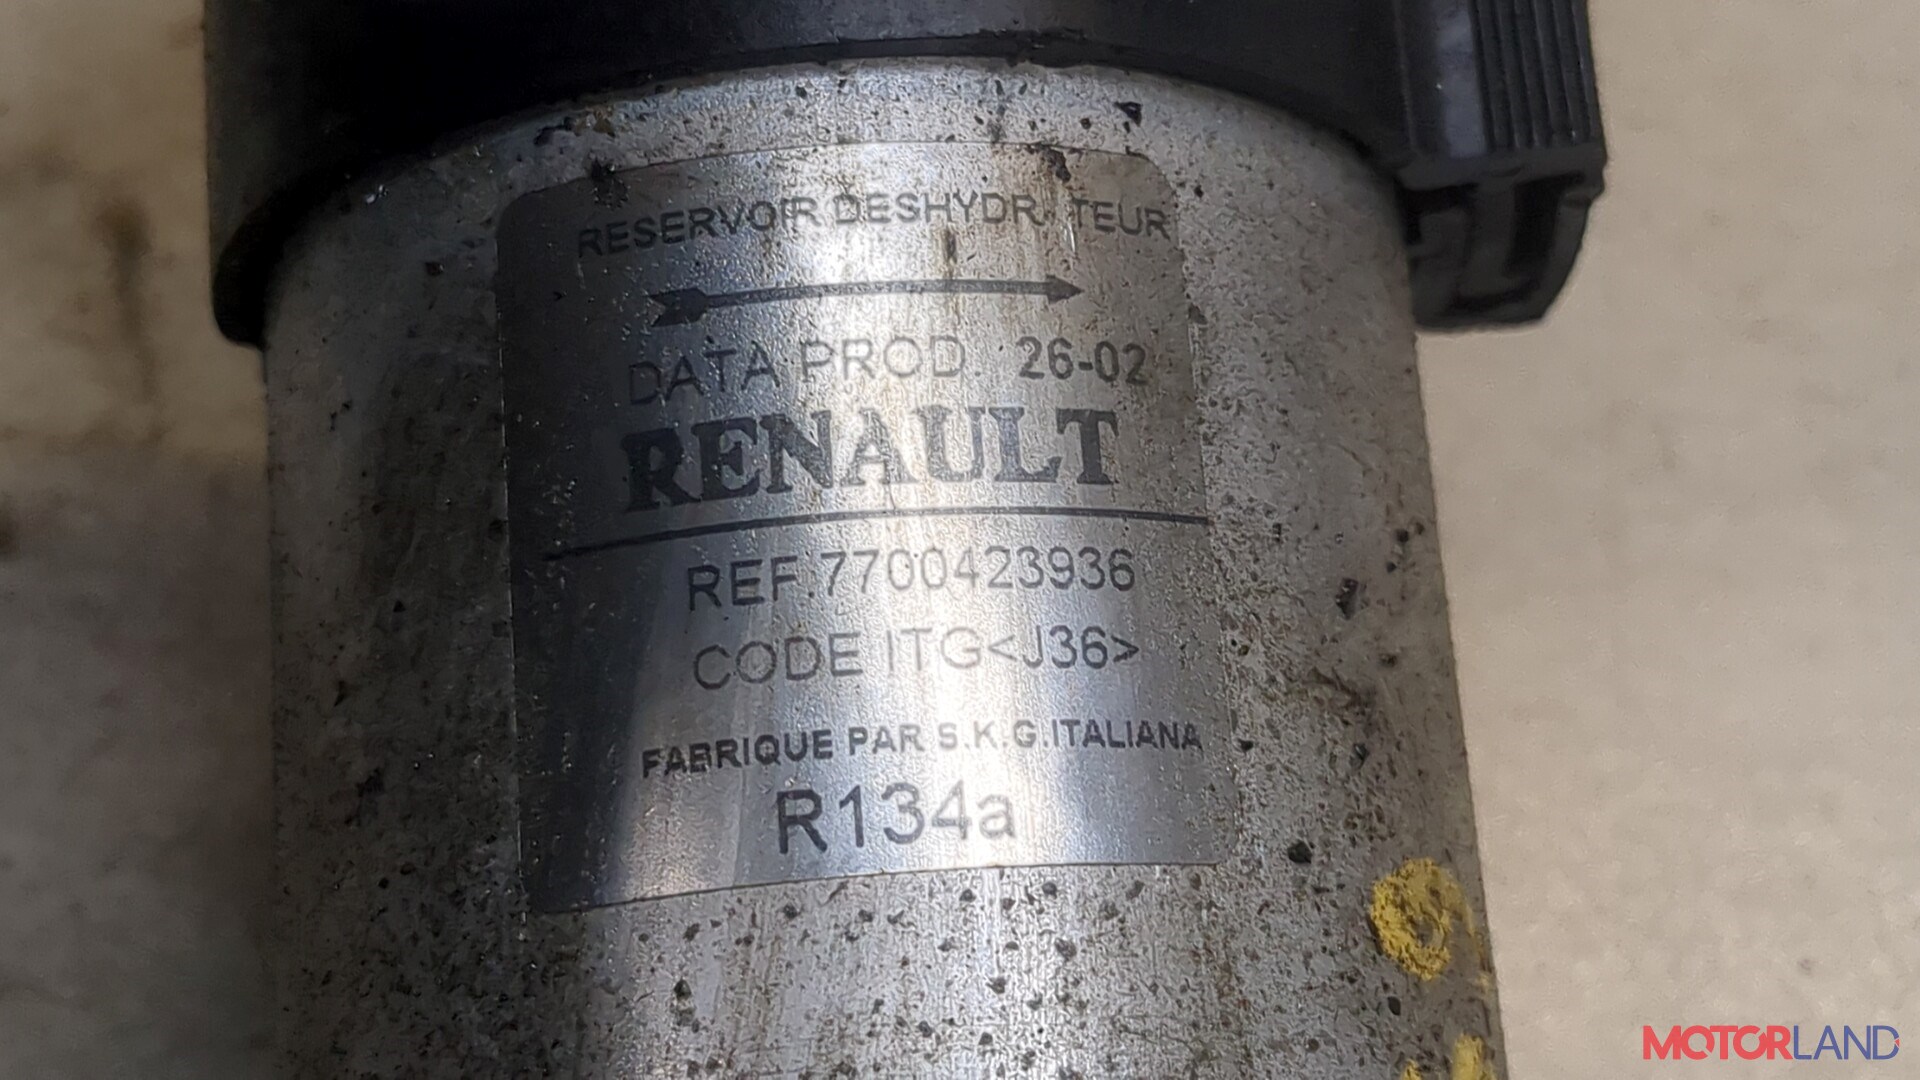 RESERVOIR DESHYDR TEUR
DATA PROD. 26-02
RENAULT
REF.7700423936
CODE ITG<J36>
FABRIQUE PAR S.K.G.ITALIANA
R134a
MOTORLAND